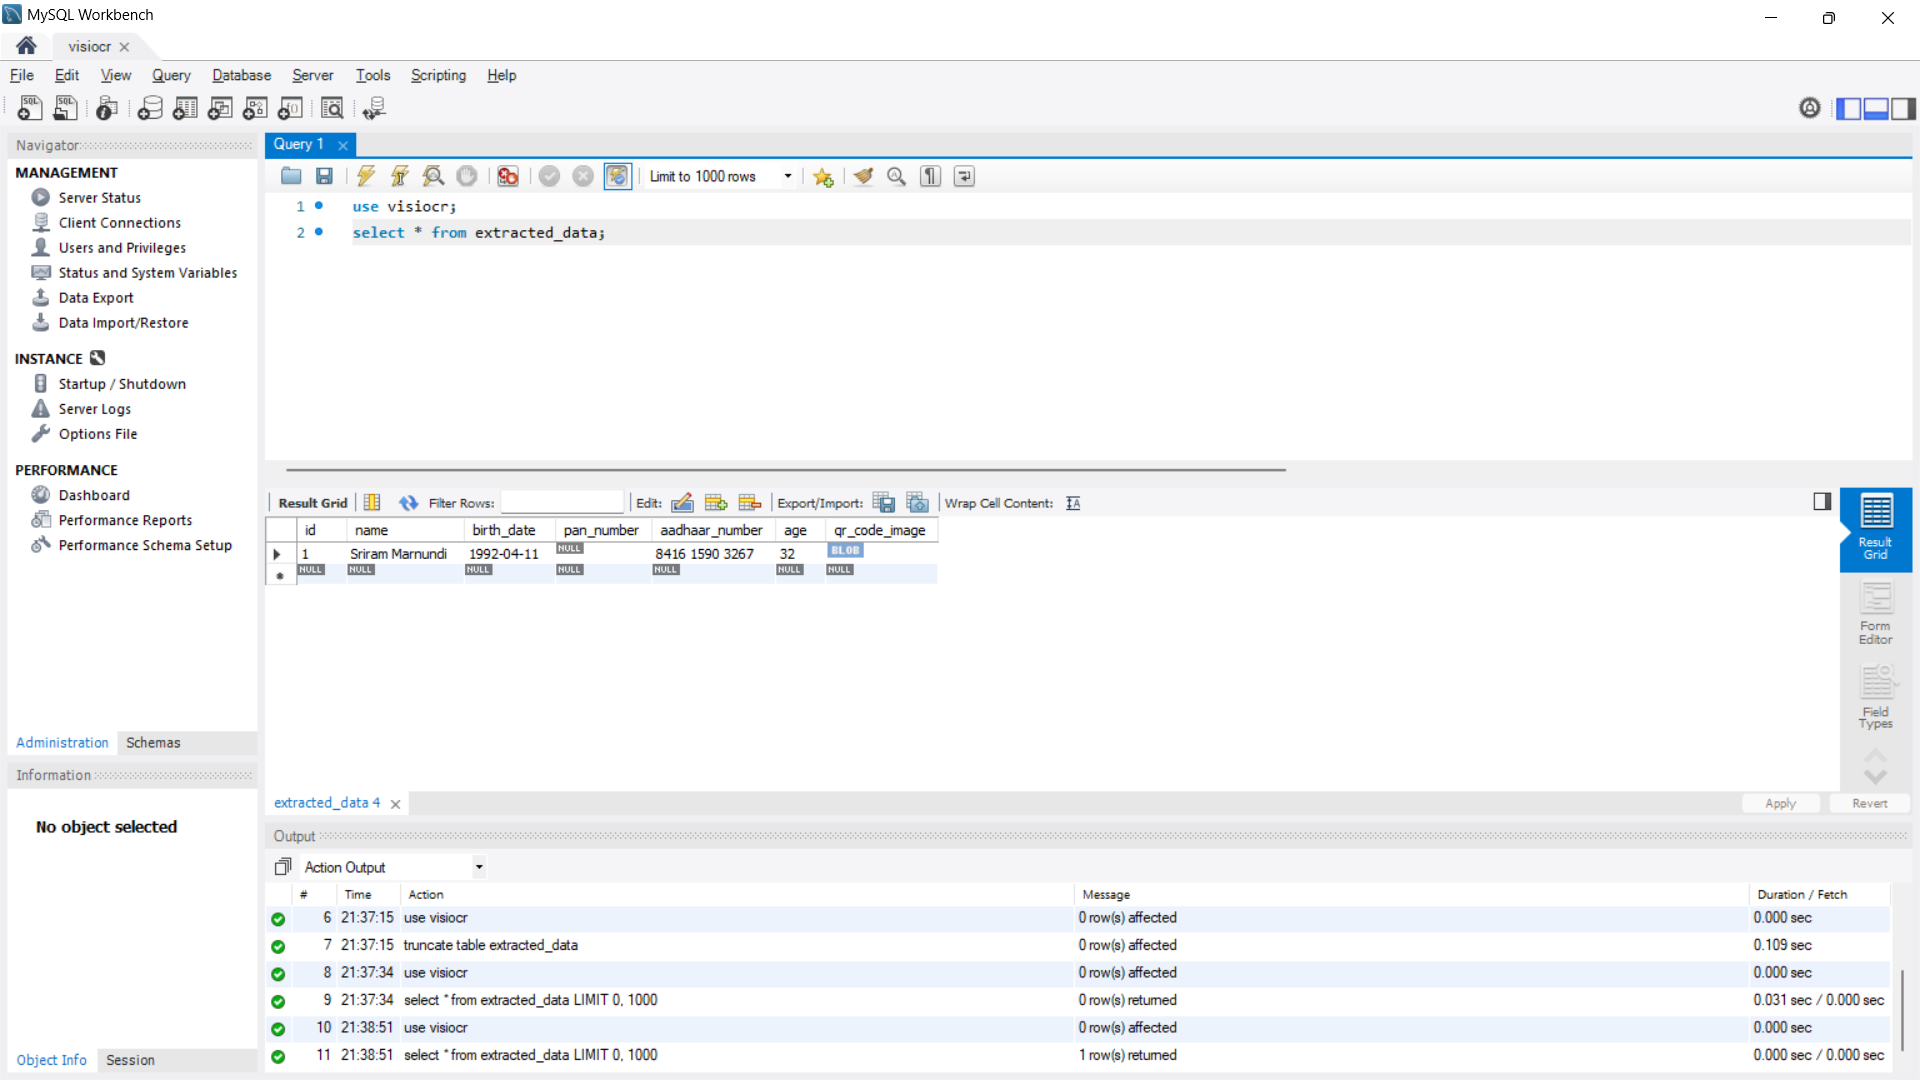 MySQL Workbench
visiocr
File Edit View Query Database Server Tools Scripting Help
Navigator
MANAGEMENT
Server Status
Client Connections
Users and Privileges
Status and System Variables
Data Export
Data Import/Restore
INSTANCE
Startup / Shutdown
Server Logs
Options File
PERFORMANCE
Dashboard
Performance Reports
Performance Schema Setup
Administration Schemas
Information
No object selected
Object Info Session
Query 1
Limit to 1000 rows
1 use visiocr;
2 select * from extracted_data;
Result Grid Filter Rows: Edit: Export/Import: Wrap Cell Content:
id name birth_date pan_number aadhaar_number age qr_code_image
1 Sriram Marnundi 1992-04-11 NULL 8416 1590 3267 32 BLOB
NULL NULL NULL NULL NULL NULL NULL
Result
Grid
Form
Editor
Field
Types
extracted_data 4
Apply Revert
Output
Action Output
# Time Action Message Duration / Fetch
6 21:37:15 use visiocr 0 row(s) affected 0.000 sec
7 21:37:15 truncate table extracted_data 0 row(s) affected 0.109 sec
8 21:37:34 use visiocr 0 row(s) affected 0.000 sec
9 21:37:34 select * from extracted_data LIMIT 0, 1000 0 row(s) returned 0.031 sec / 0.000 sec
10 21:38:51 use visiocr 0 row(s) affected 0.000 sec
11 21:38:51 select * from extracted_data LIMIT 0, 1000 1 row(s) returned 0.000 sec / 0.000 sec